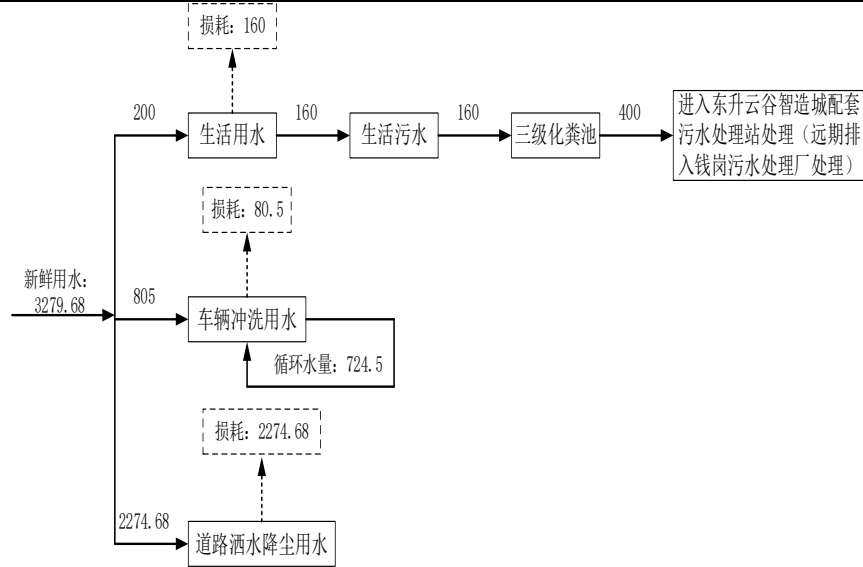 损耗：160
200
生活用水
160
生活污水
160
三级化粪池
400
进入东升云谷智造城配套
污水处理站处理（远期排
入钱岗污水处理厂处理）
损耗：80.5
新鲜用水：
3279.68
805
车辆冲洗用水
循环水量：724.5
损耗：2274.68
2274.68
道路洒水降尘用水